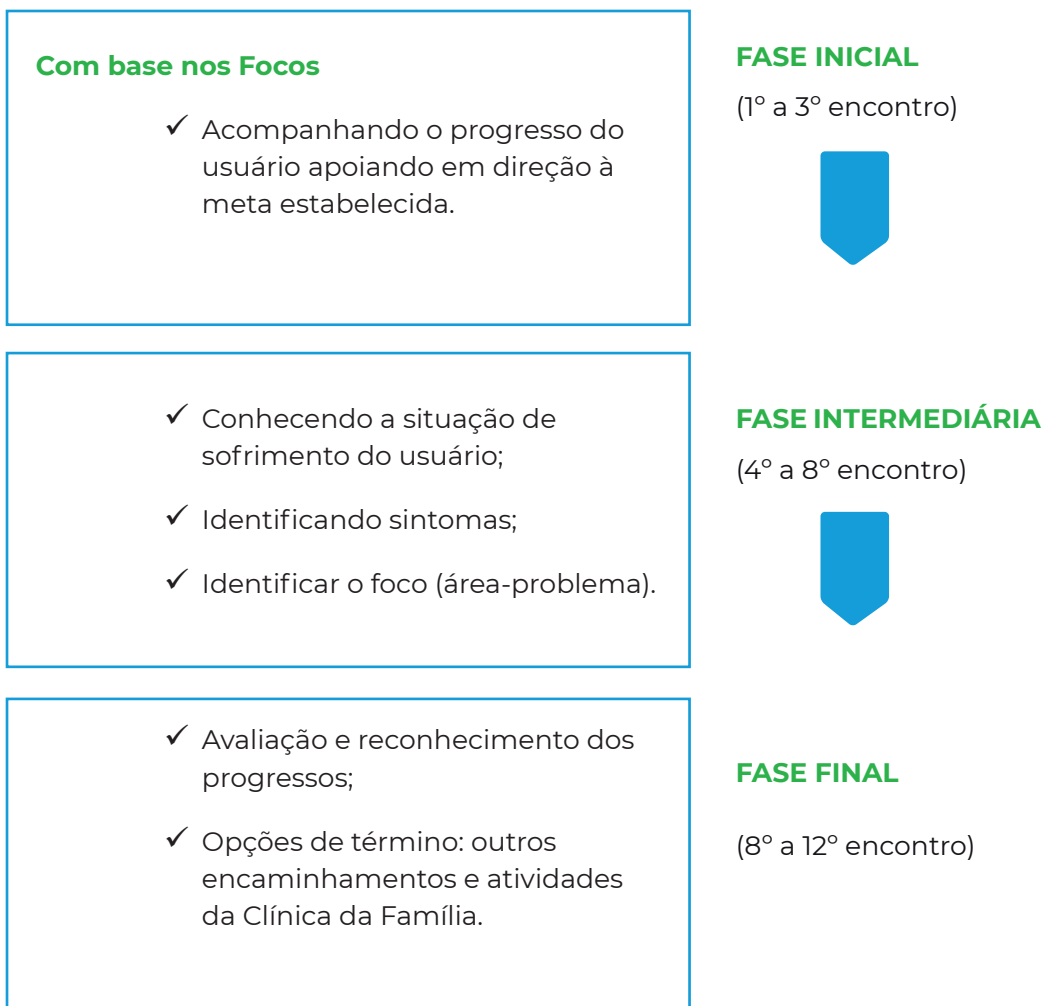 Com base nos Focos
✓ Acompanhando o progresso do
usuário apoiando em direção à
meta estabelecida.
FASE INICIAL
(1º a 3º encontro)
✓ Conhecendo a situação de
sofrimento do usuário;
✓ Identificando sintomas;
✓ Identificar o foco (área-problema).
FASE INTERMEDIÁRIA
(4º a 8º encontro)
✓ Avaliação e reconhecimento dos
progressos;
✓ Opções de término: outros
encaminhamentos e atividades
da Clínica da Família.
FASE FINAL
(8º a 12º encontro)